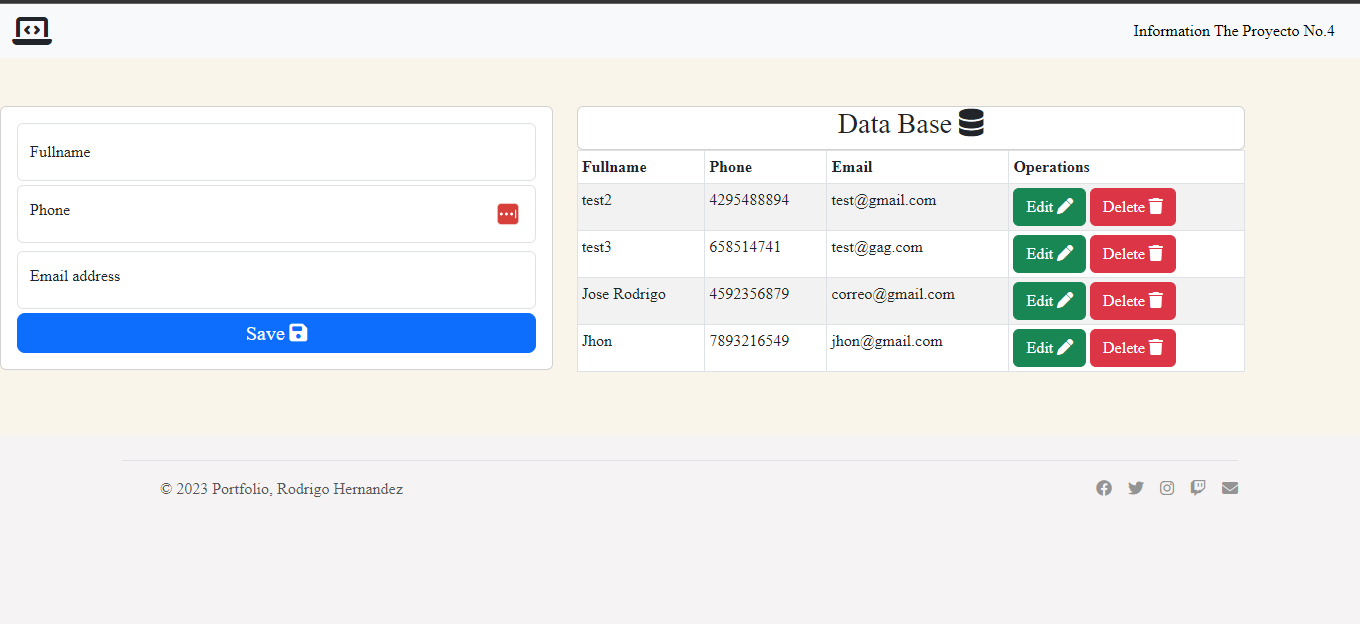 Information The Proyecto No.4
Fullname
Phone
Email address
Save
Data Base
Fullname Phone Email Operations
test2 4295488894 test@gmail.com Edit Delete
test3 658514741 test@gag.com Edit Delete
Jose Rodrigo 4592356879 correo@gmail.com Edit Delete
Jhon 7893216549 jhon@gmail.com Edit Delete
© 2023 Portfolio, Rodrigo Hernandez